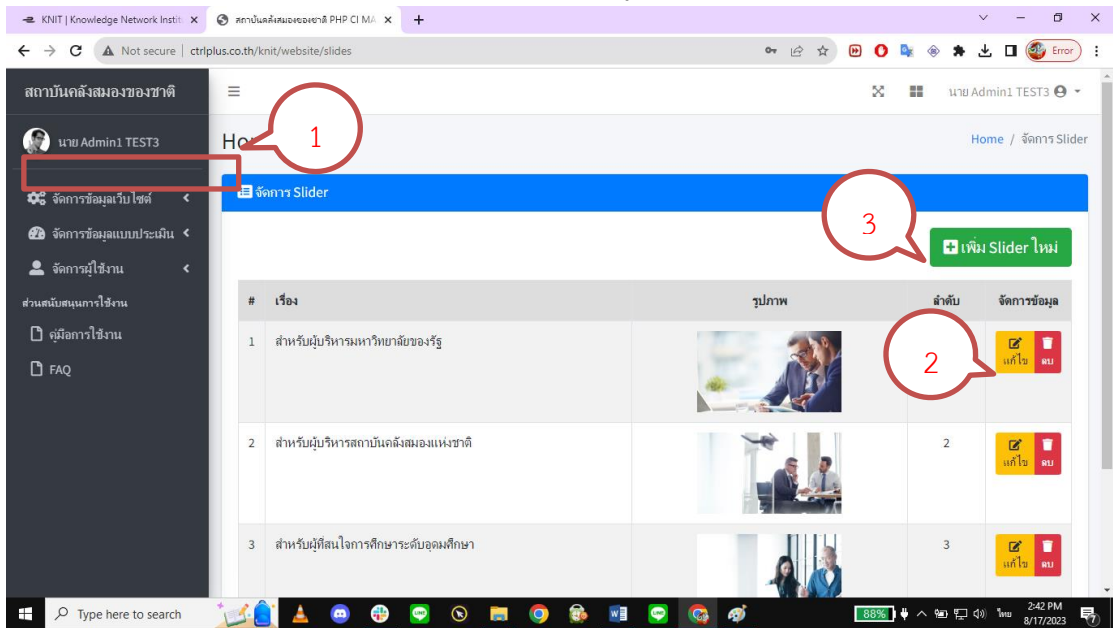 KNIT | Knowledge Network Instit
สถาบันคลังสมองของชาติ PHP CI MA
Not secure | ctrlplus.co.th/knit/website/slides
Error
สถาบันคลังสมองของชาติ
นาย Admin1 TEST3
นาย Admin1 TEST3
Ho
1
Home / จัดการ Slider
จัดการข้อมูลเว็บไซต์
จัดการ Slider
จัดการข้อมูลแบบประเมิน
3
เพิ่ม Slider ใหม่
จัดการผู้ใช้งาน
ส่วนสนับสนุนการใช้งาน
# เรื่อง รูปภาพ ลำดับ จัดการข้อมูล
คู่มือการใช้งาน
FAQ
1 สำหรับผู้บริหารมหาวิทยาลัยของรัฐ แก้ไข ลบ
2
2 สำหรับผู้บริหารสถาบันคลังสมองแห่งชาติ 2 แก้ไข ลบ
3 สำหรับผู้ที่สนใจการศึกษาระดับอุดมศึกษา 3 แก้ไข ลบ
Type here to search
88%
ไทย
2:42 PM
8/17/2023